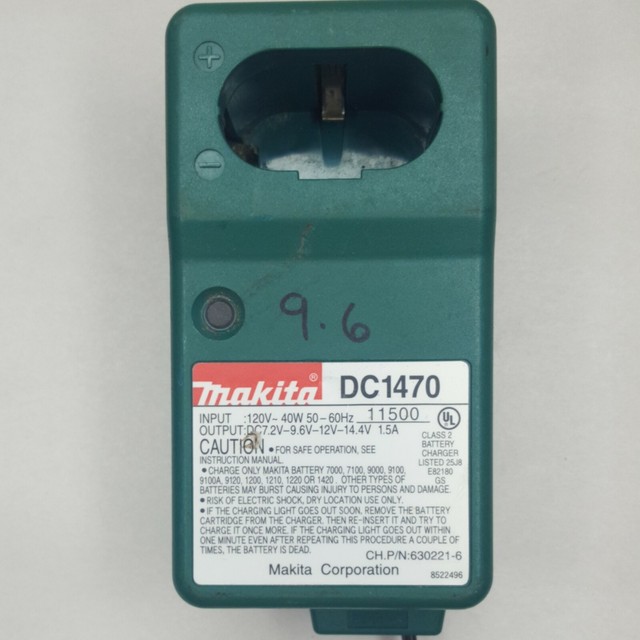 +
−
9.6
makita® DC1470
INPUT :120V~ 40W 50-60Hz 11500
OUTPUT:DC7.2V-9.6V-12V-14.4V 1.5A
UL
CLASS 2
BATTERY
CHARGER
LISTED 25J8
E82180
GS
CAUTION • FOR SAFE OPERATION, SEE
INSTRUCTION MANUAL.
• CHARGE ONLY MAKITA BATTERY 7000, 7100, 9000, 9100,
9100A, 9120, 1200, 1210, 1220 OR 1420 . OTHER TYPES OF
BATTERIES MAY BURST CAUSING INJURY TO PERSONS AND DAMAGE.
• RISK OF ELECTRIC SHOCK, DRY LOCATION USE ONLY.
• IF THE CHARGING LIGHT GOES OUT SOON, REMOVE THE BATTERY
CARTRIDGE FROM THE CHARGER. THEN RE-INSERT IT AND TRY TO
CHARGE IT ONCE MORE. IF THE CHARGING LIGHT GOES OUT WITHIN
ONE MINUTE EVEN AFTER REPEATING THIS PROCEDURE A COUPLE OF
TIMES, THE BATTERY IS DEAD.
CH.P/N:630221-6
Makita Corporation
8522496